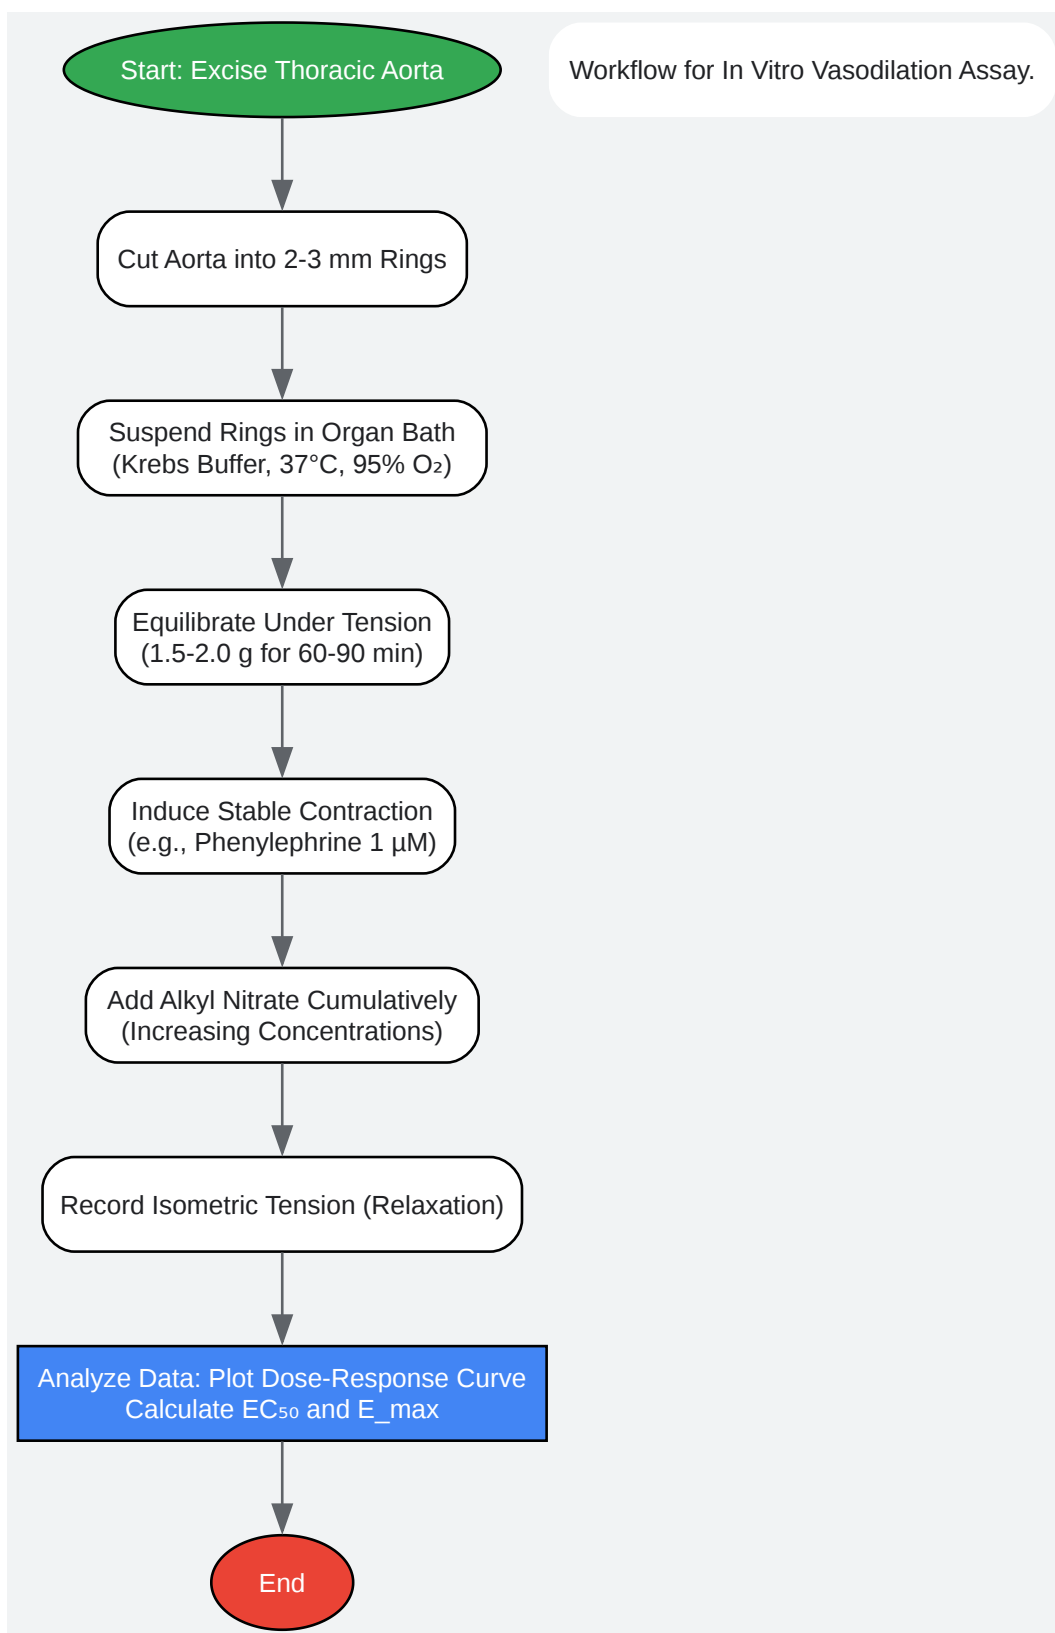 Start: Excise Thoracic Aorta
Workflow for In Vitro Vasodilation Assay.
Cut Aorta into 2-3 mm Rings
Suspend Rings in Organ Bath
(Krebs Buffer, 37°C, 95% O₂)
Equilibrate Under Tension
(1.5-2.0 g for 60-90 min)
Induce Stable Contraction
(e.g., Phenylephrine 1 µM)
Add Alkyl Nitrate Cumulatively
(Increasing Concentrations)
Record Isometric Tension (Relaxation)
Analyze Data: Plot Dose-Response Curve
Calculate EC₅₀ and E_max
End